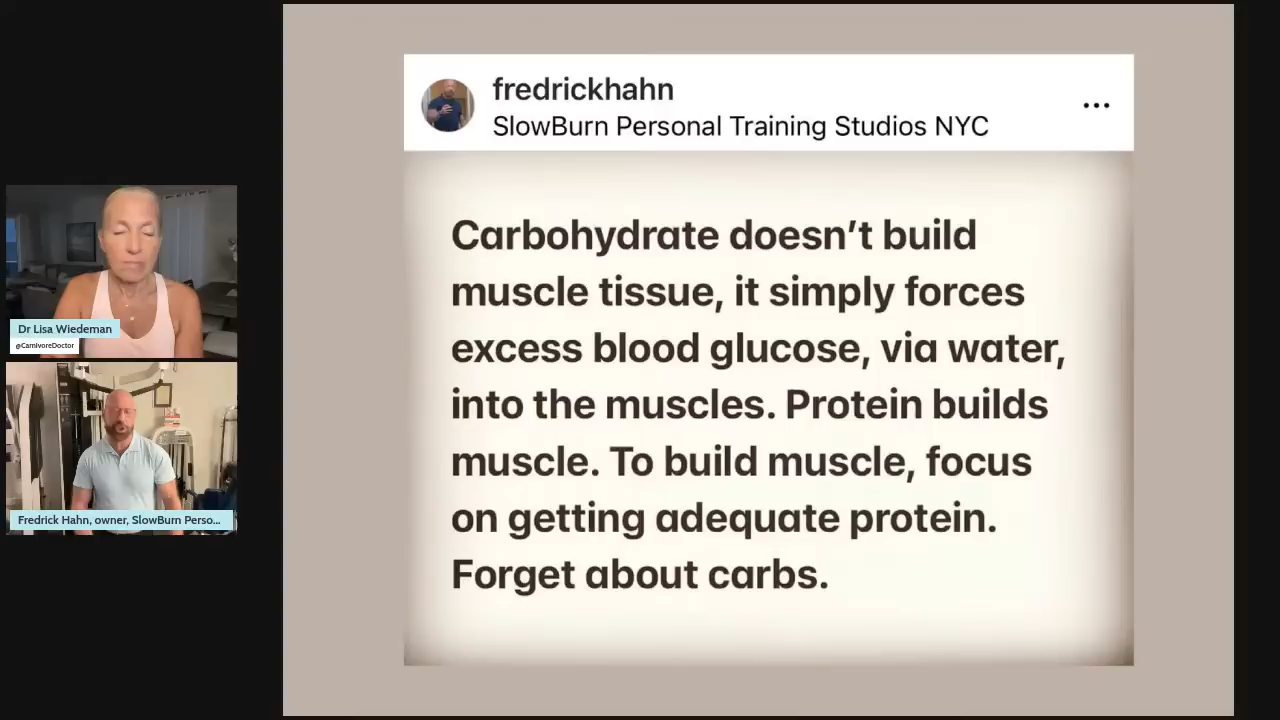 fredrickhahn
SlowBurn Personal Training Studios NYC
Carbohydrate doesn't build
muscle tissue, it simply forces
excess blood glucose, via water,
into the muscles. Protein builds
muscle. To build muscle, focus
on getting adequate protein.
Forget about carbs.
Dr Lisa Wiedeman
@CarnivoreDoctor
Fredrick Hahn, owner, SlowBurn Perso...